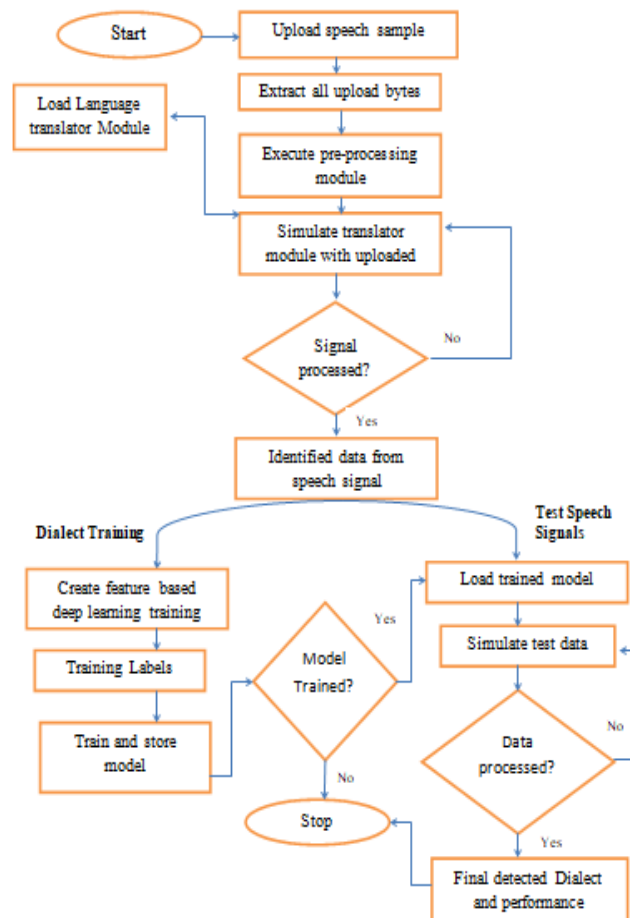 Start
Upload speech sample
Extract all upload bytes
Load Language
translator Module
Execute pre-processing
module
Simulate translator
module with uploaded
Signal
processed?
No
Yes
Identified data from
speech signal
Dialect Training
Test Speech
Signals
Create feature based
deep learning training
Training Labels
Train and store
model
Model
Trained?
Yes
No
Load trained model
Simulate test data
Data
processed?
No
Yes
Stop
Final detected Dialect
and performance